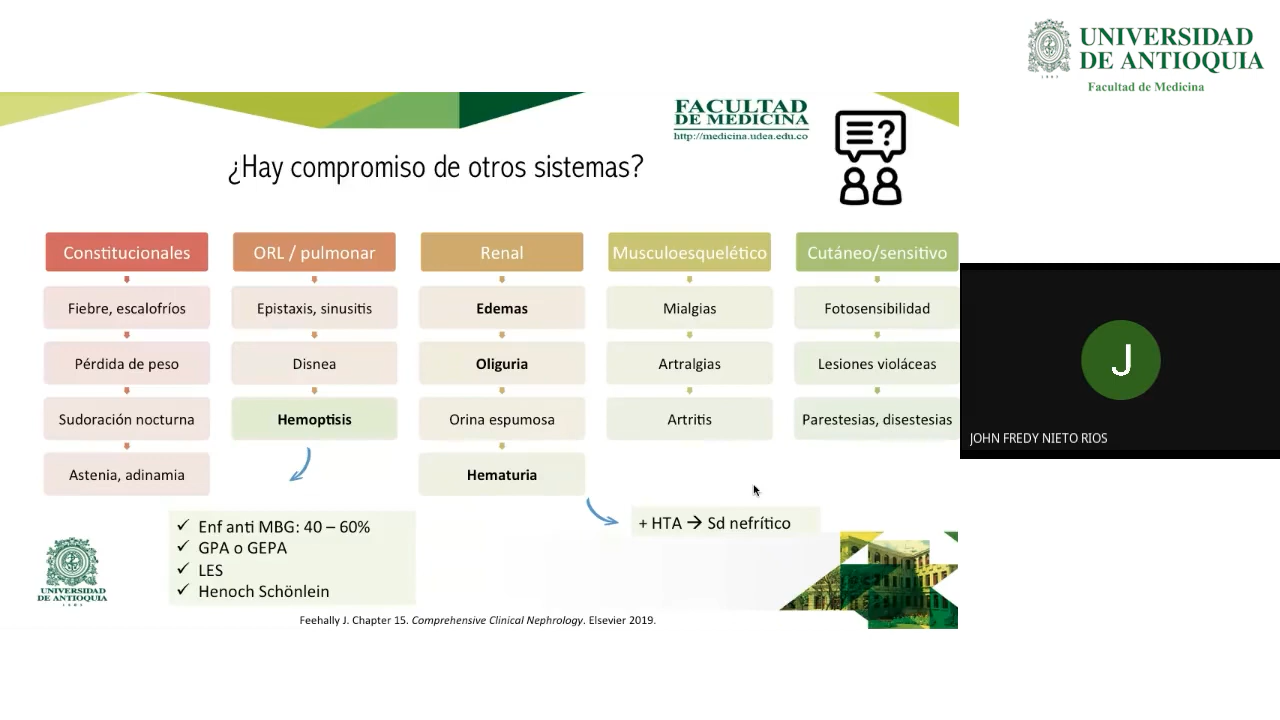 UNIVERSIDAD
DE ANTIOQUIA
1803
Facultad de Medicina
FACULTAD
DE MEDICINA
http://medicina.udea.edu.co
¿Hay compromiso de otros sistemas?
Constitucionales
Fiebre, escalofríos
Pérdida de peso
Sudoración nocturna
Astenia, adinamia
ORL / pulmonar
Epistaxis, sinusitis
Disnea
Hemoptisis
✓ Enf anti MBG: 40 – 60%
✓ GPA o GEPA
✓ LES
✓ Henoch Schönlein
Renal
Edemas
Oliguria
Orina espumosa
Hematuria
+ HTA → Sd nefrítico
Musculoesquelético
Mialgias
Artralgias
Artritis
Cutáneo/sensitivo
Fotosensibilidad
Lesiones violáceas
Parestesias, disestesias
UNIVERSIDAD
DE ANTIOQUIA
1803
Feehally J. Chapter 15. Comprehensive Clinical Nephrology. Elsevier 2019.
J
JOHN FREDY NIETO RIOS